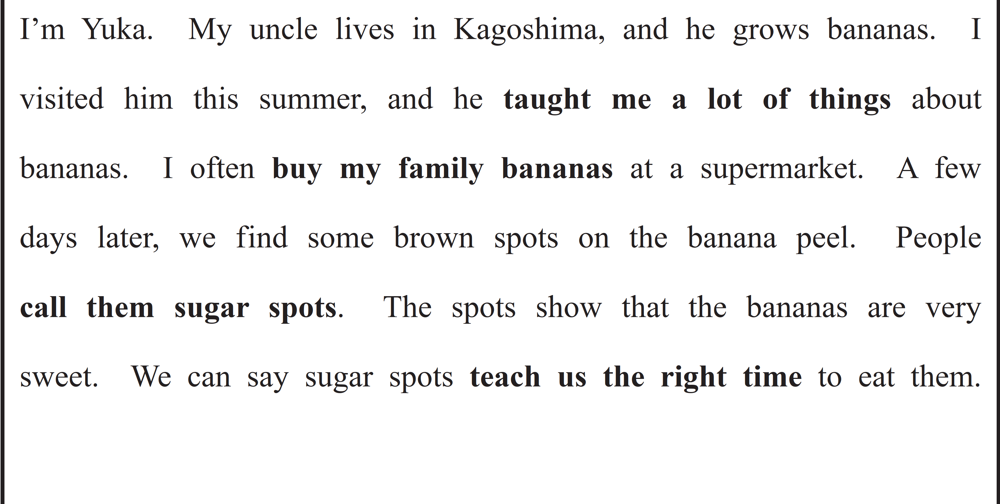 I’m Yuka. My uncle lives in Kagoshima, and he grows bananas. I
visited him this summer, and he taught me a lot of things about
bananas. I often buy my family bananas at a supermarket. A few
days later, we find some brown spots on the banana peel. People
call them sugar spots. The spots show that the bananas are very
sweet. We can say sugar spots teach us the right time to eat them.